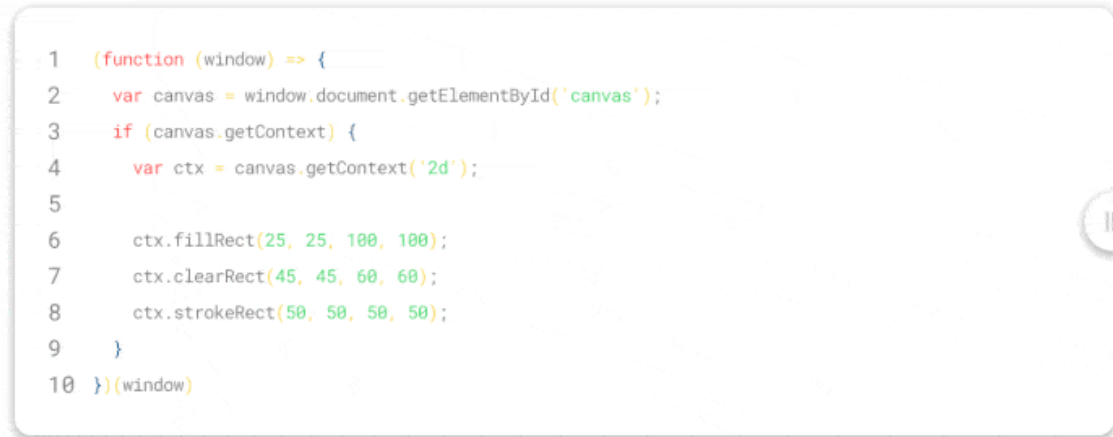 1 (function (window) => {
2 var canvas = window.document.getElementById('canvas');
3 if (canvas.getContext) {
4 var ctx = canvas.getContext('2d');
5
6 ctx.fillRect(25, 25, 100, 100);
7 ctx.clearRect(45, 45, 60, 60);
8 ctx.strokeRect(50, 50, 50, 50);
9 }
10 })(window)